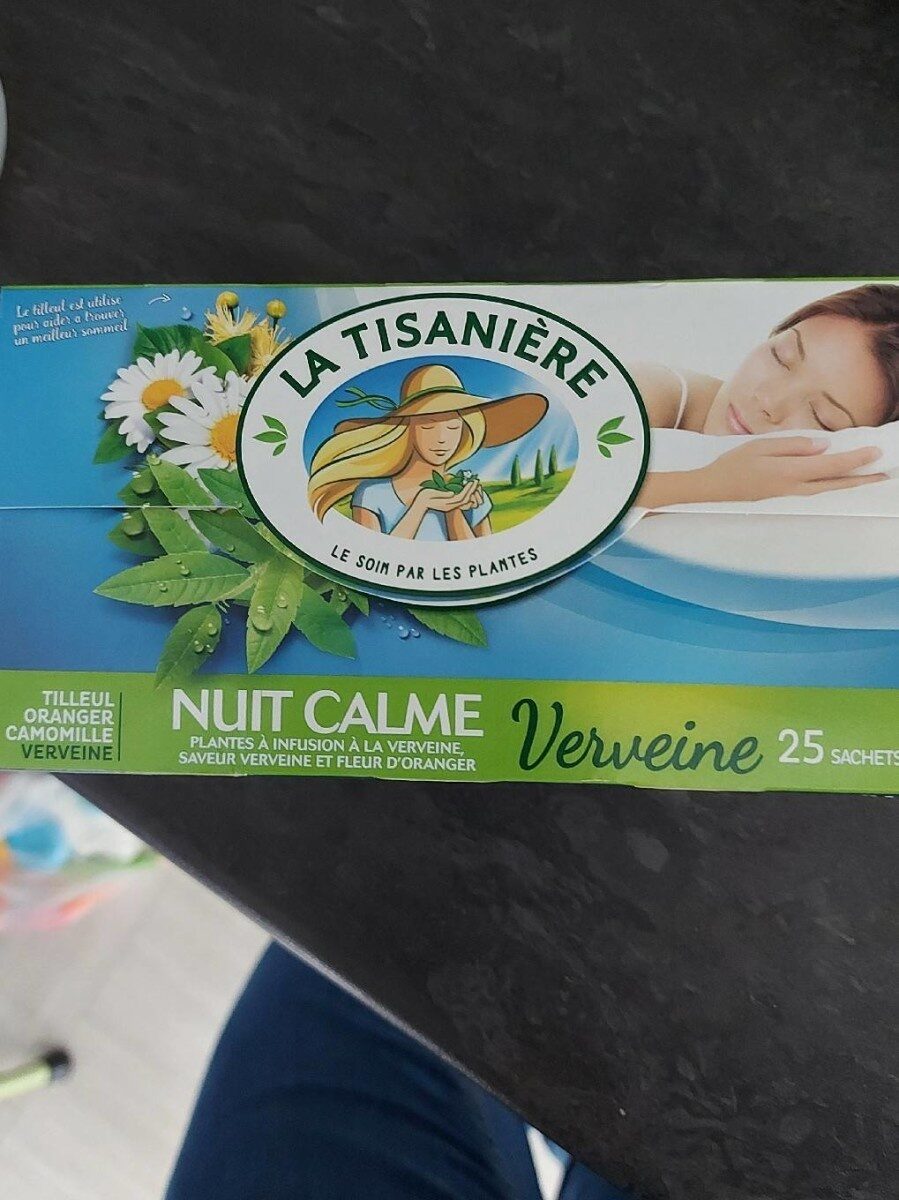 Le tilleul est utilisé
pour aider à trouver
un meilleur sommeil
LA TISANIÈRE
LE SOIN PAR LES PLANTES
TILLEUL
ORANGER
CAMOMILLE
VERVEINE
NUIT CALME
PLANTES À INFUSION À LA VERVEINE,
SAVEUR VERVEINE ET FLEUR D'ORANGER
Verveine
25 SACHETS